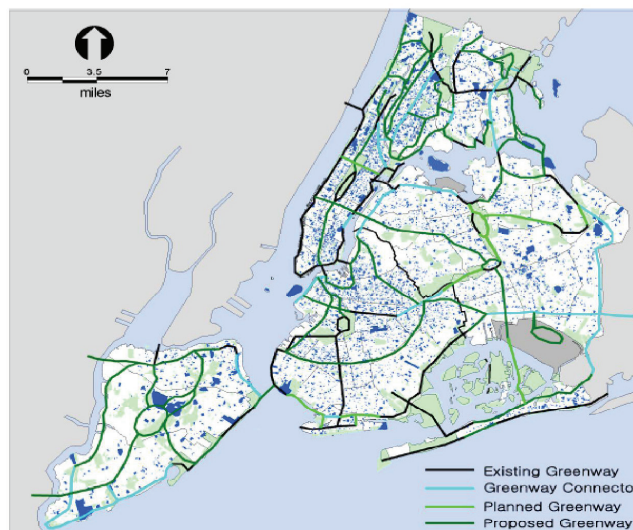 0 3.5 7
miles
Existing Greenway
Greenway Connecto
Planned Greenway
Proposed Greenway